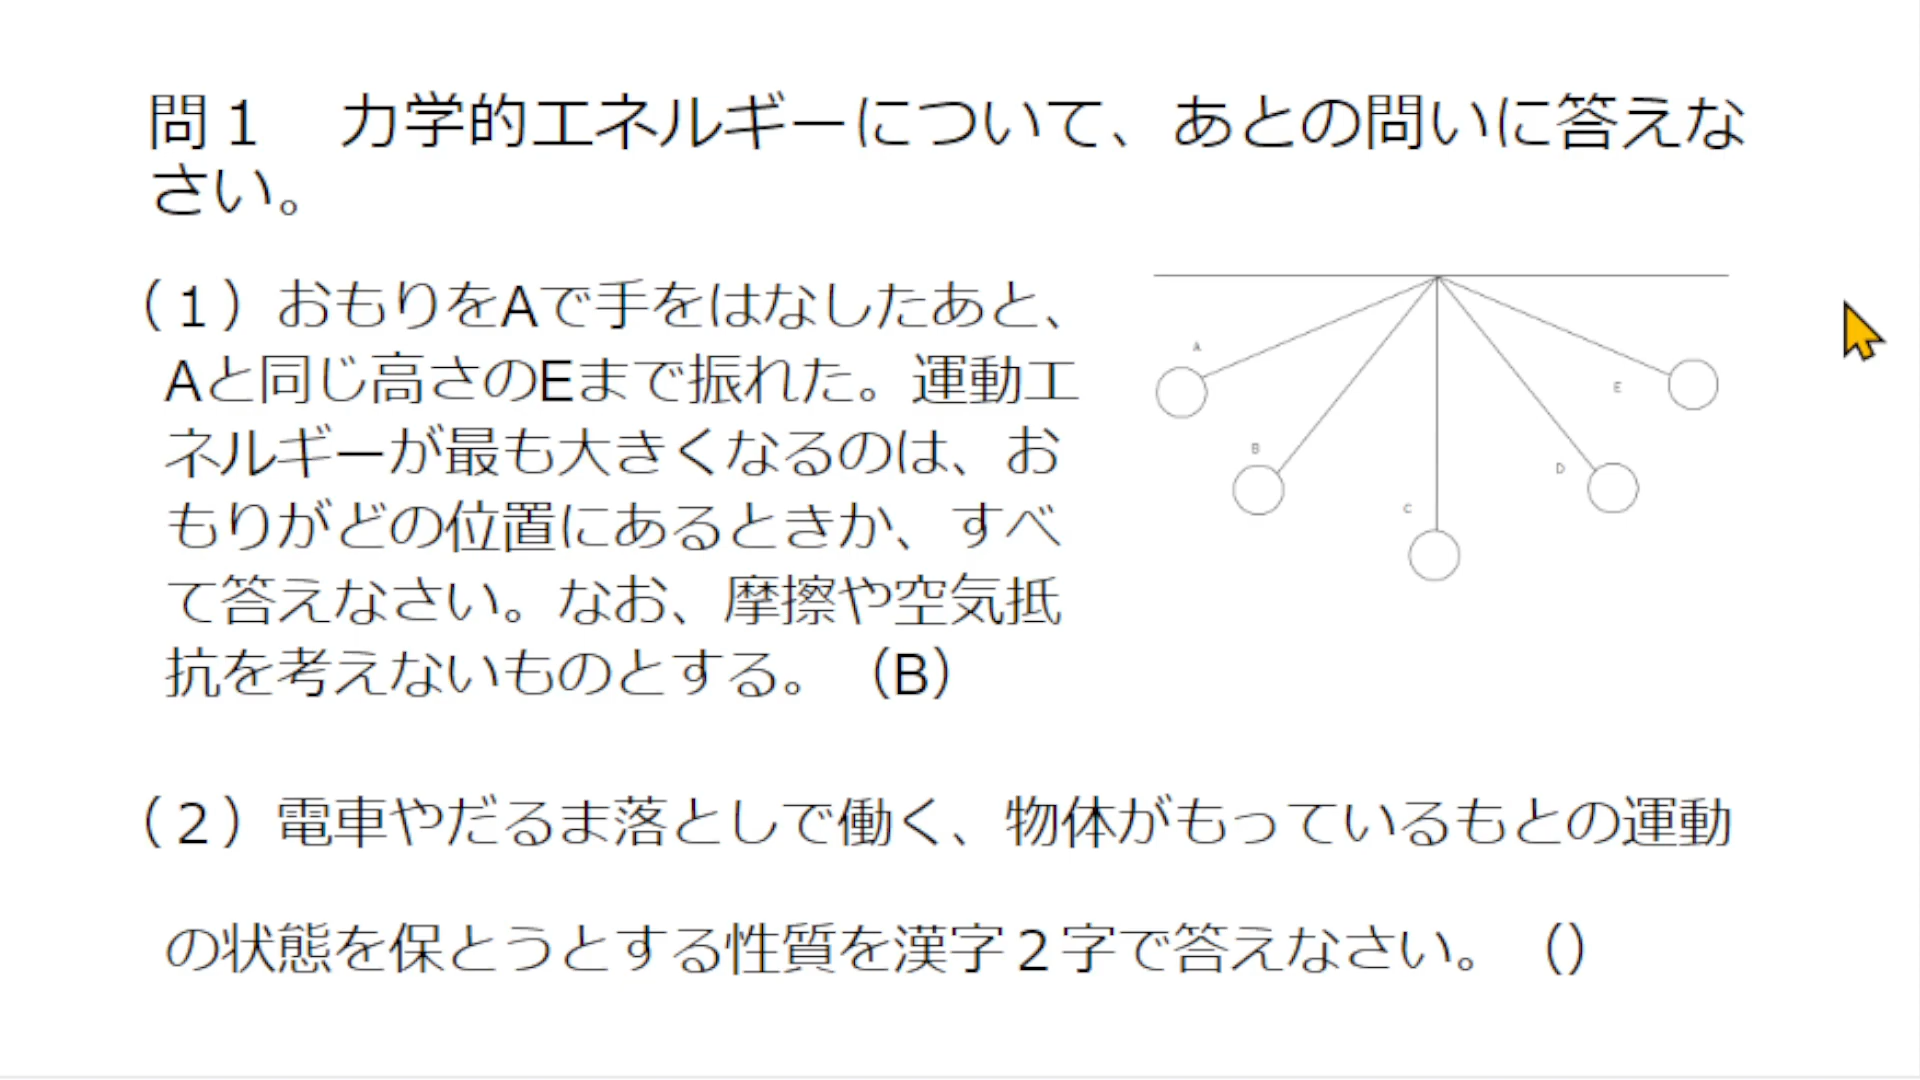 問１　力学的エネルギーについて、あとの問いに答えな
さい。
（１）おもりをAで手をはなしたあと、
Aと同じ高さのEまで振れた。運動エ
ネルギーが最も大きくなるのは、お
もりがどの位置にあるときか、すべ
て答えなさい。なお、摩擦や空気抵
抗を考えないものとする。（B）
A
B
C
D
E
（２）電車やだるま落としで働く、物体がもっているもとの運動
の状態を保とうとする性質を漢字２字で答えなさい。（）